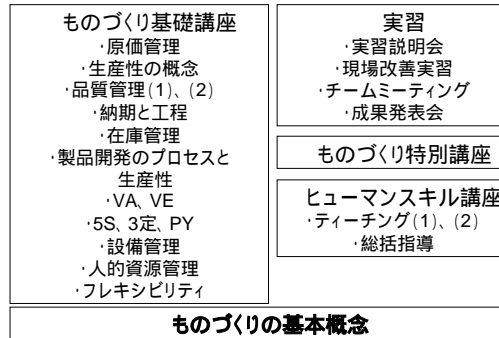 ものづくり基礎講座
・原価管理
・生産性の概念
・品質管理(1)、(2)
・納期と工程
・在庫管理
・製品開発のプロセスと
生産性
・VA、VE
・5S、3定、PY
・設備管理
・人的資源管理
・フレキシビリティ
実習
・実習説明会
・現場改善実習
・チームミーティング
・成果発表会
ものづくり特別講座
ヒューマンスキル講座
・ティーチング(1)、(2)
・総括指導
ものづくりの基本概念